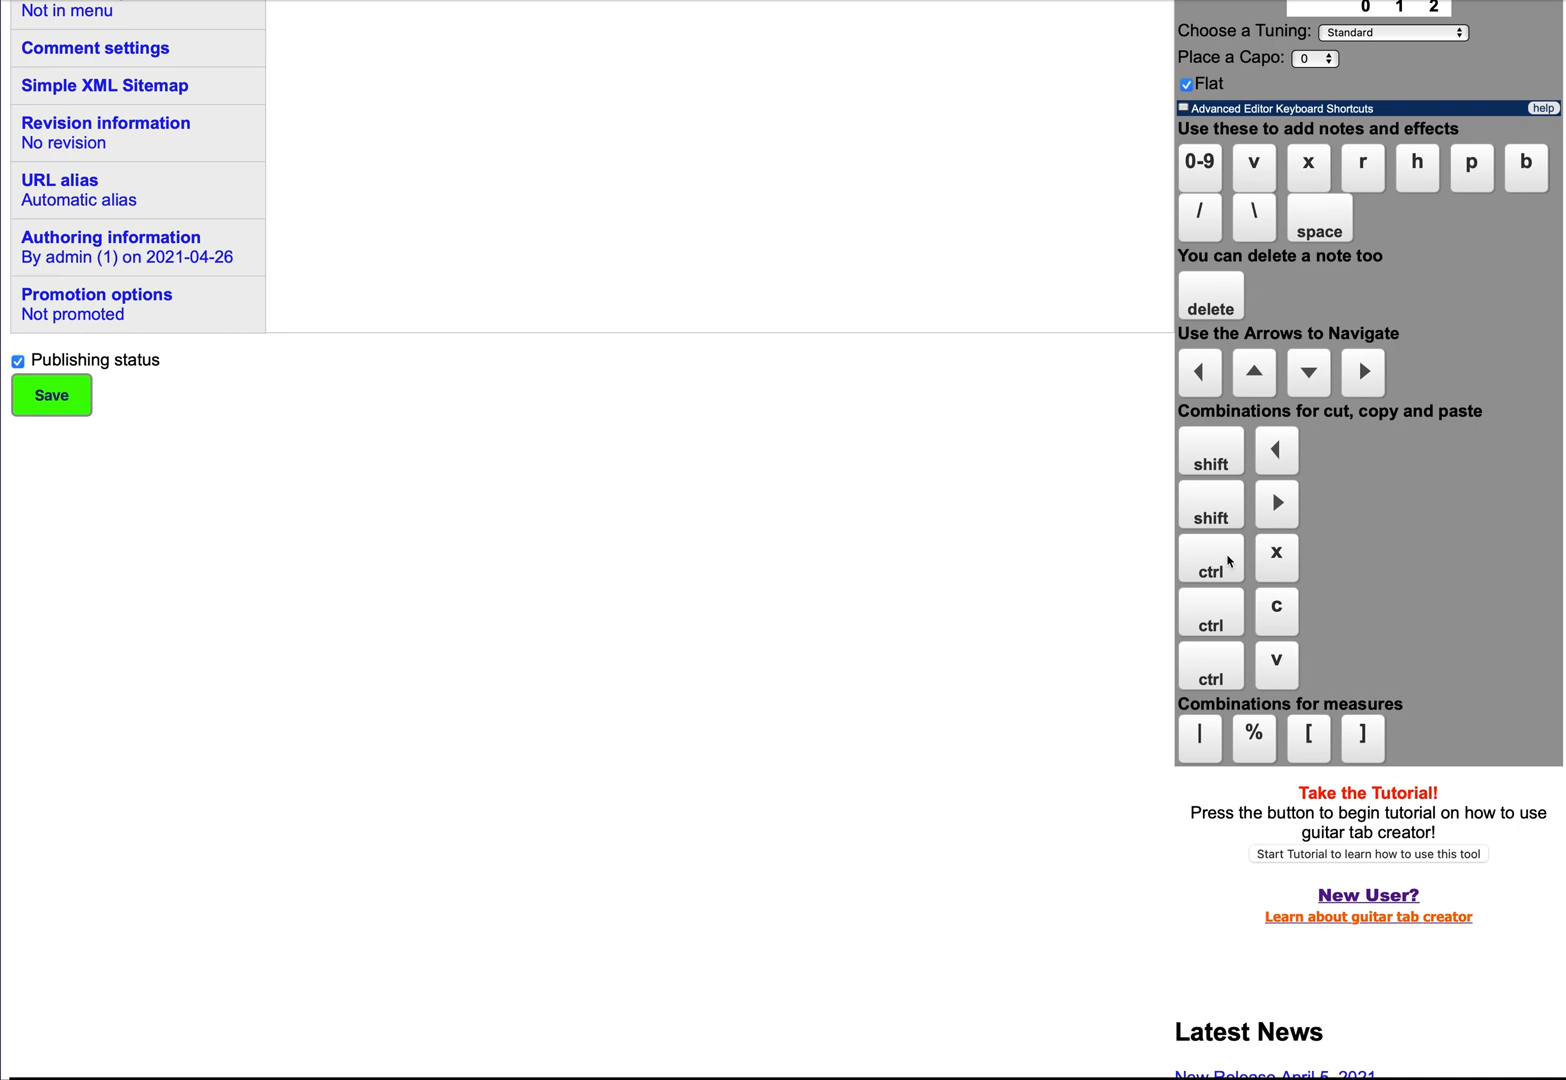 Not in menu
Comment settings
Simple XML Sitemap
Revision information
No revision
URL alias
Automatic alias
Authoring information
By admin (1) on 2021-04-26
Promotion options
Not promoted
Publishing status
Save
0 1 2
Choose a Tuning: Standard
Place a Capo: 0
Flat
Advanced Editor Keyboard Shortcuts help
Use these to add notes and effects
0-9 v x r h p b
/ \ space
You can delete a note too
delete
Use the Arrows to Navigate
Combinations for cut, copy and paste
shift
shift
ctrl x
ctrl c
ctrl v
Combinations for measures
| % [ ]
Take the Tutorial!
Press the button to begin tutorial on how to use
guitar tab creator!
Start Tutorial to learn how to use this tool
New User?
Learn about guitar tab creator
Latest News
New Release April 5, 2021